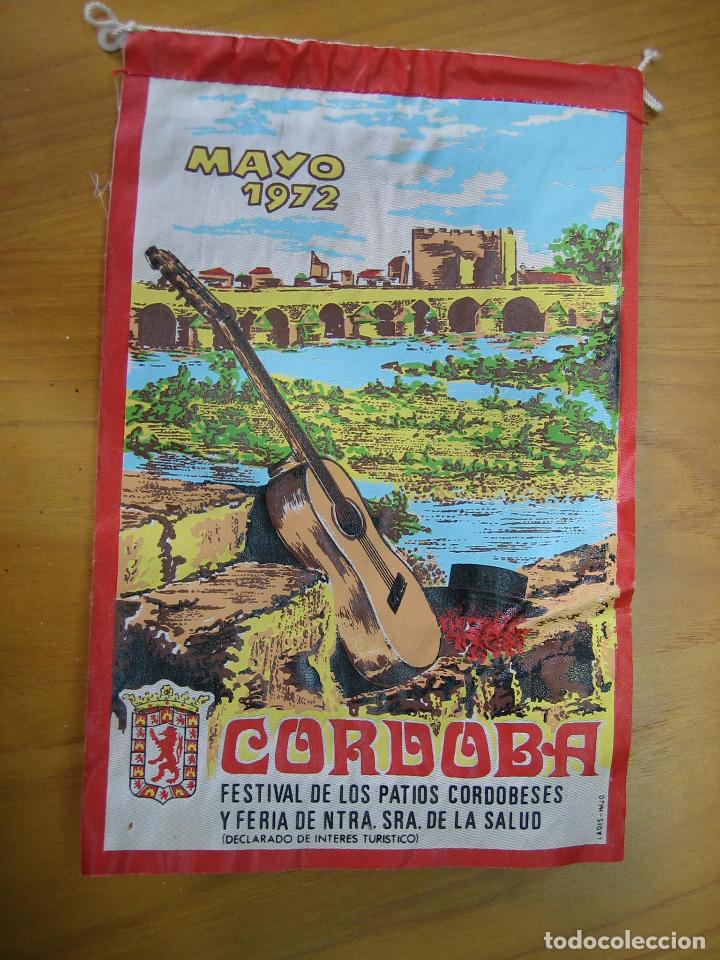 MAYO
1972
CORDOBA
FESTIVAL DE LOS PATIOS CORDOBESES
Y FERIA DE NTRA. SRA. DE LA SALUD
(DECLARADO DE INTERES TURISTICO)
todocoleccion